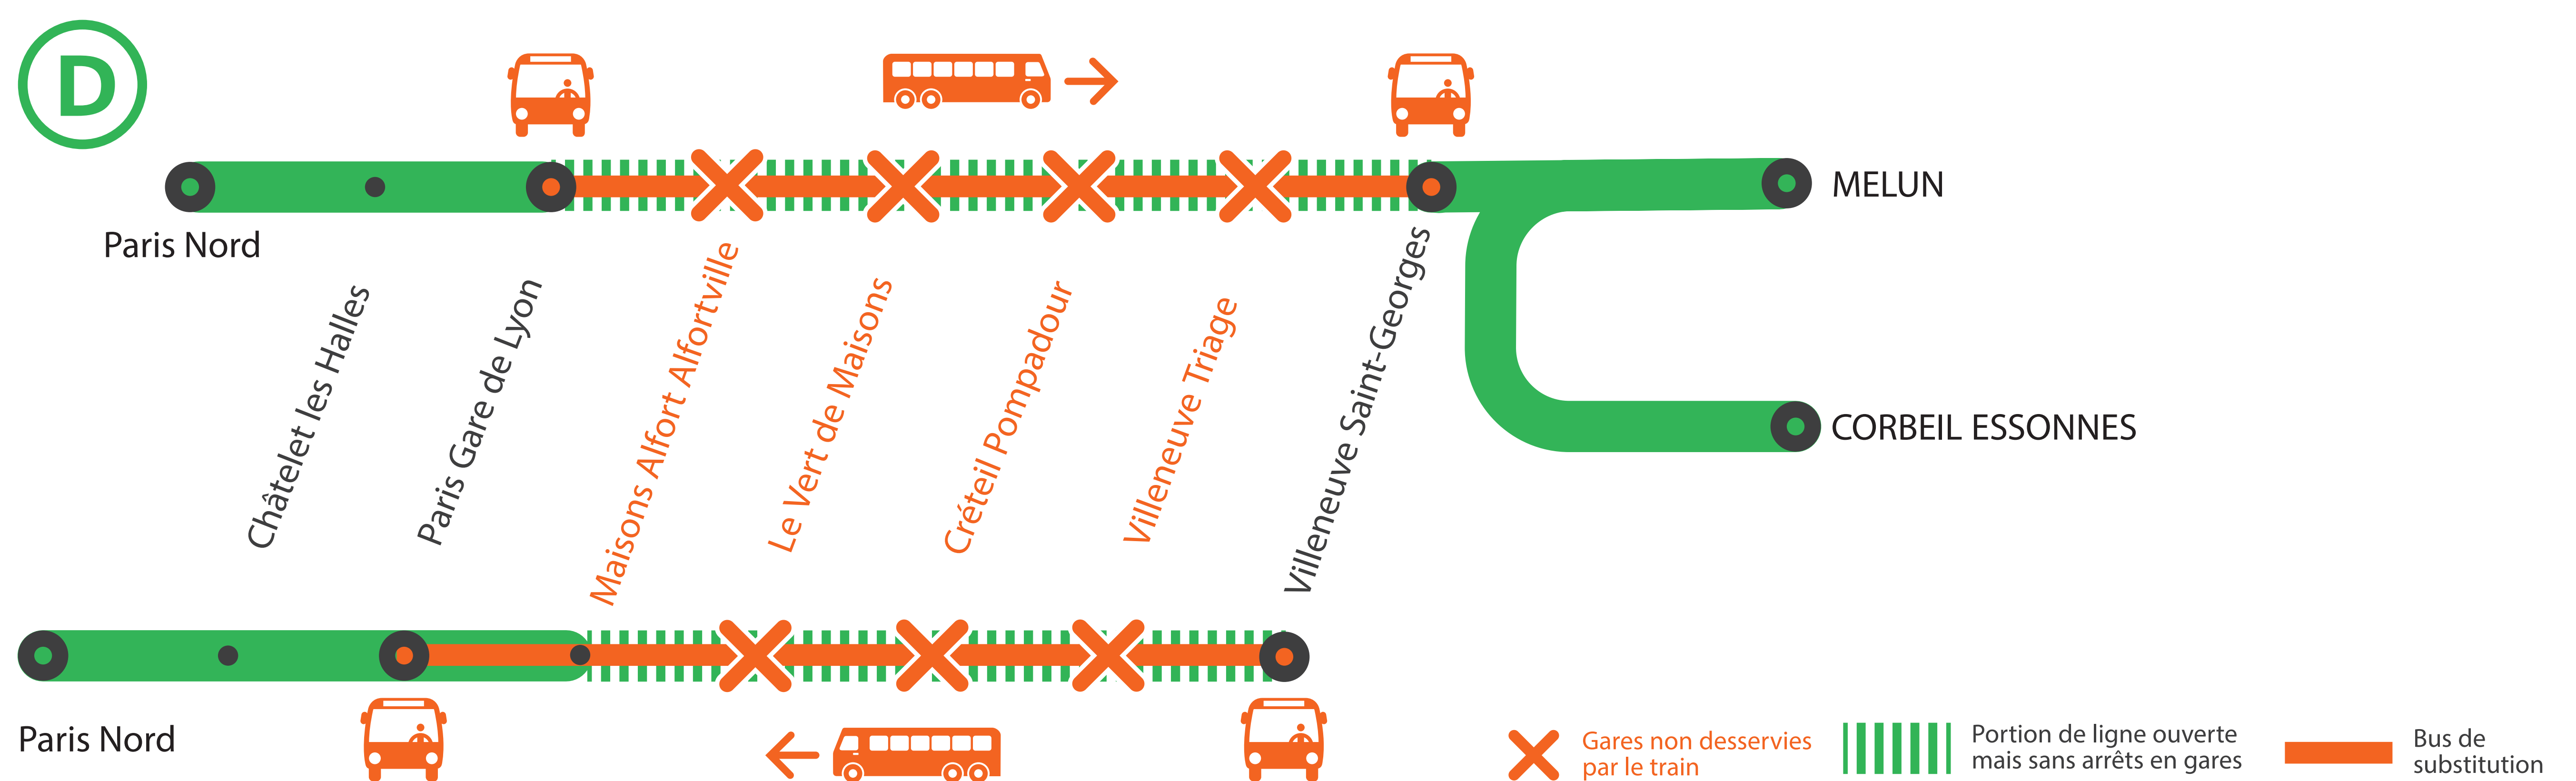 D
MELUN
Paris Nord
Châtelet les Halles
Paris Gare de Lyon
Maisons Alfort Alfortville
Le Vert de Maisons
Créteil Pompadour
Villeneuve Triage
Villeneuve Saint-Georges
CORBEIL ESSONNES
Paris Nord
Gares non desservies
par le train
Portion de ligne ouverte
mais sans arrêts en gares
Bus de
substitution